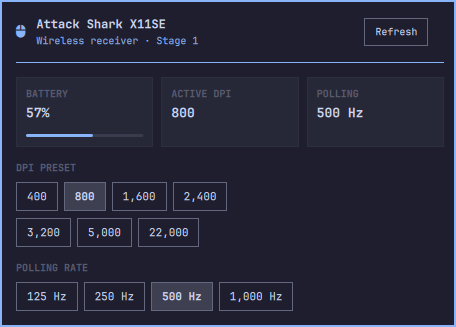 Attack Shark X11SE
Wireless receiver · Stage 1
Refresh
BATTERY
57%
ACTIVE DPI
800
POLLING
500 Hz
DPI PRESET
400 800 1,600 2,400
3,200 5,000 22,000
POLLING RATE
125 Hz 250 Hz 500 Hz 1,000 Hz